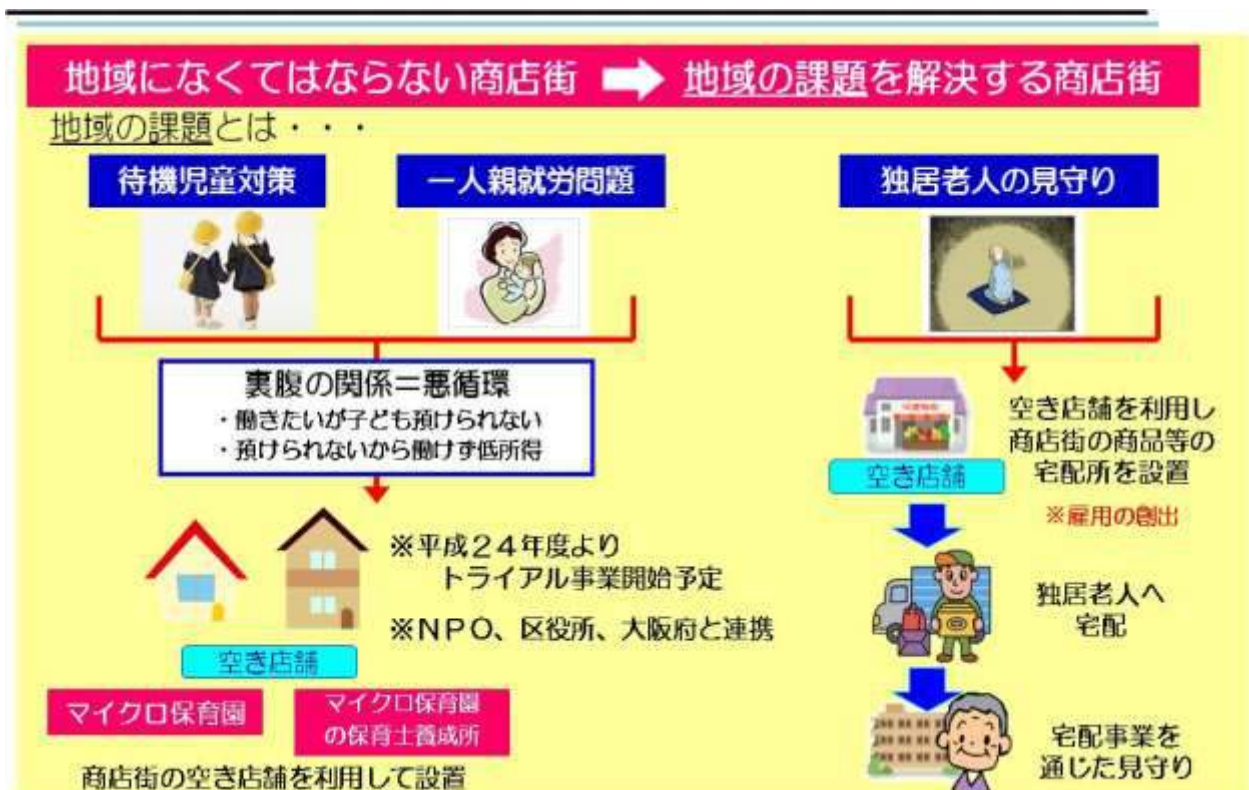 地域になくてはならない商店街 ➡ 地域の課題を解決する商店街
地域の課題とは・・・
待機児童対策
一人親就労問題
裏腹の関係＝悪循環
・働きたいが子ども預けられない
・預けられないから働けず低所得
※平成２４年度より
トライアル事業開始予定
※ＮＰＯ、区役所、大阪府と連携
空き店舗
マイクロ保育園
マイクロ保育園
の保育士養成所
商店街の空き店舗を利用して設置
独居老人の見守り
空き店舗
空き店舗を利用し
商店街の商品等の
宅配所を設置
※雇用の創出
独居老人へ
宅配
宅配事業を
通じた見守り